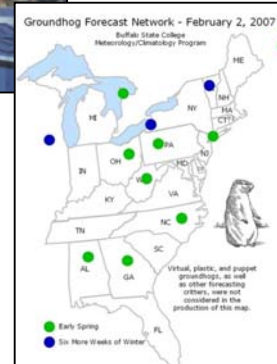 Groundhog Forecast Network - February 2, 2007
Buffalo State College
Meteorology/Climatology Program
ME
NH
NY
MA
CT
MI
PA
NJ
OH
IN
MD
VA
KY
NC
TN
SC
AL
GA
FL
Virtual, plastic, and puppet
groundhogs, as well
as other forecasting
critters, were not
considered in the
production of this map.
Early Spring
Six More Weeks of Winter